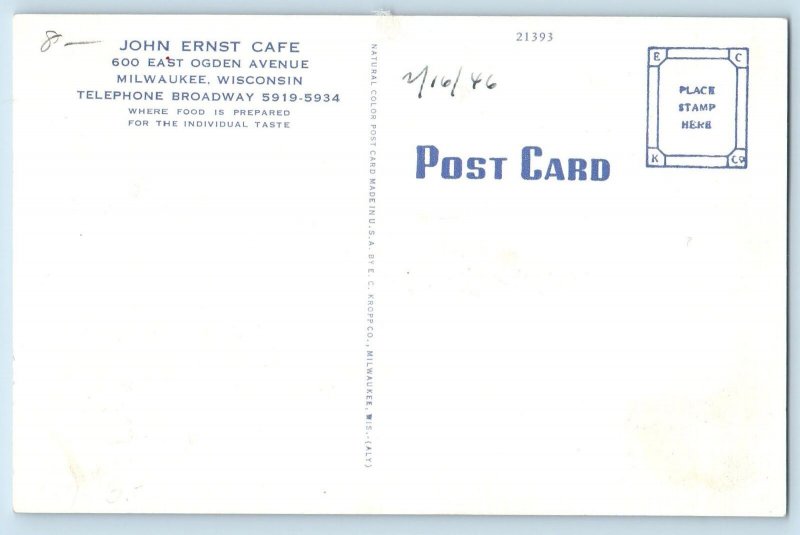 8-
JOHN ERNST CAFE
600 EAST OGDEN AVENUE
MILWAUKEE, WISCONSIN
TELEPHONE BROADWAY 5919-5934
WHERE FOOD IS PREPARED
FOR THE INDIVIDUAL TASTE
NATURAL COLOR POST CARD MADE IN U.S.A. BY E. C. KROPP CO., MILWAUKEE, WIS.-(ALY)
21393
2/16/46
POST CARD
E C
PLACE
STAMP
HERE
K Co